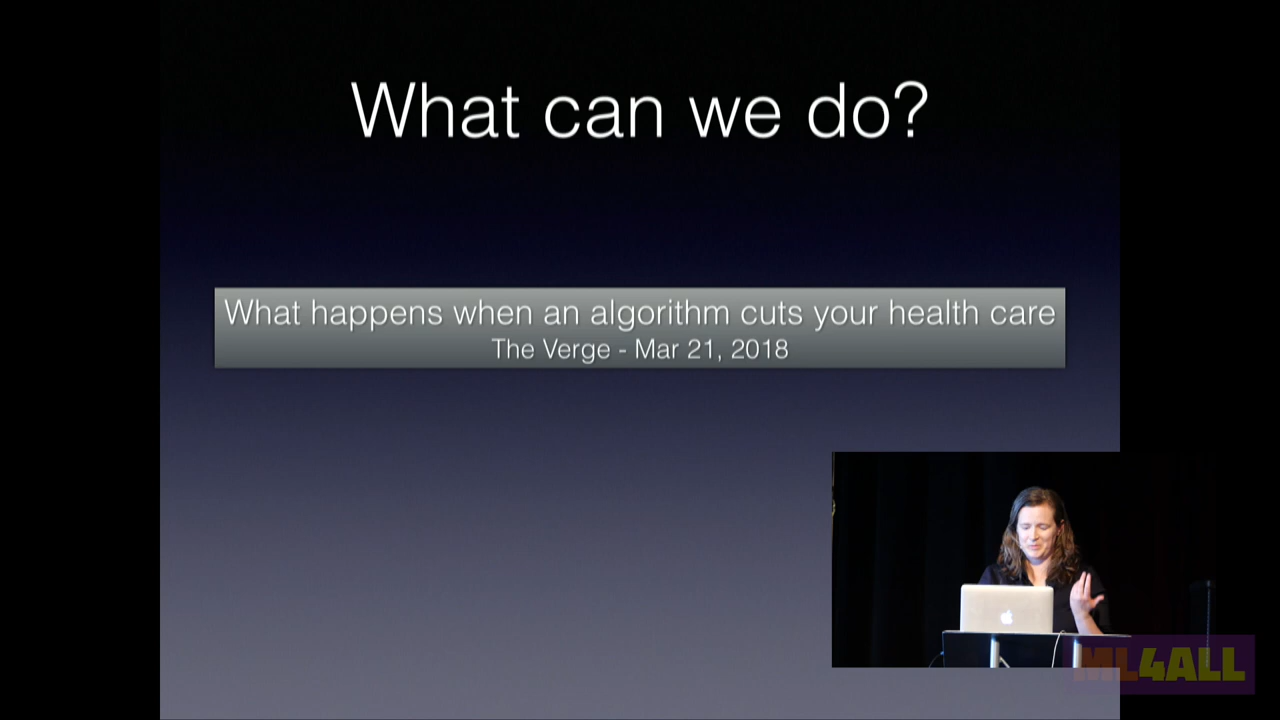 What can we do?
What happens when an algorithm cuts your health care
The Verge - Mar 21, 2018
ML4ALL